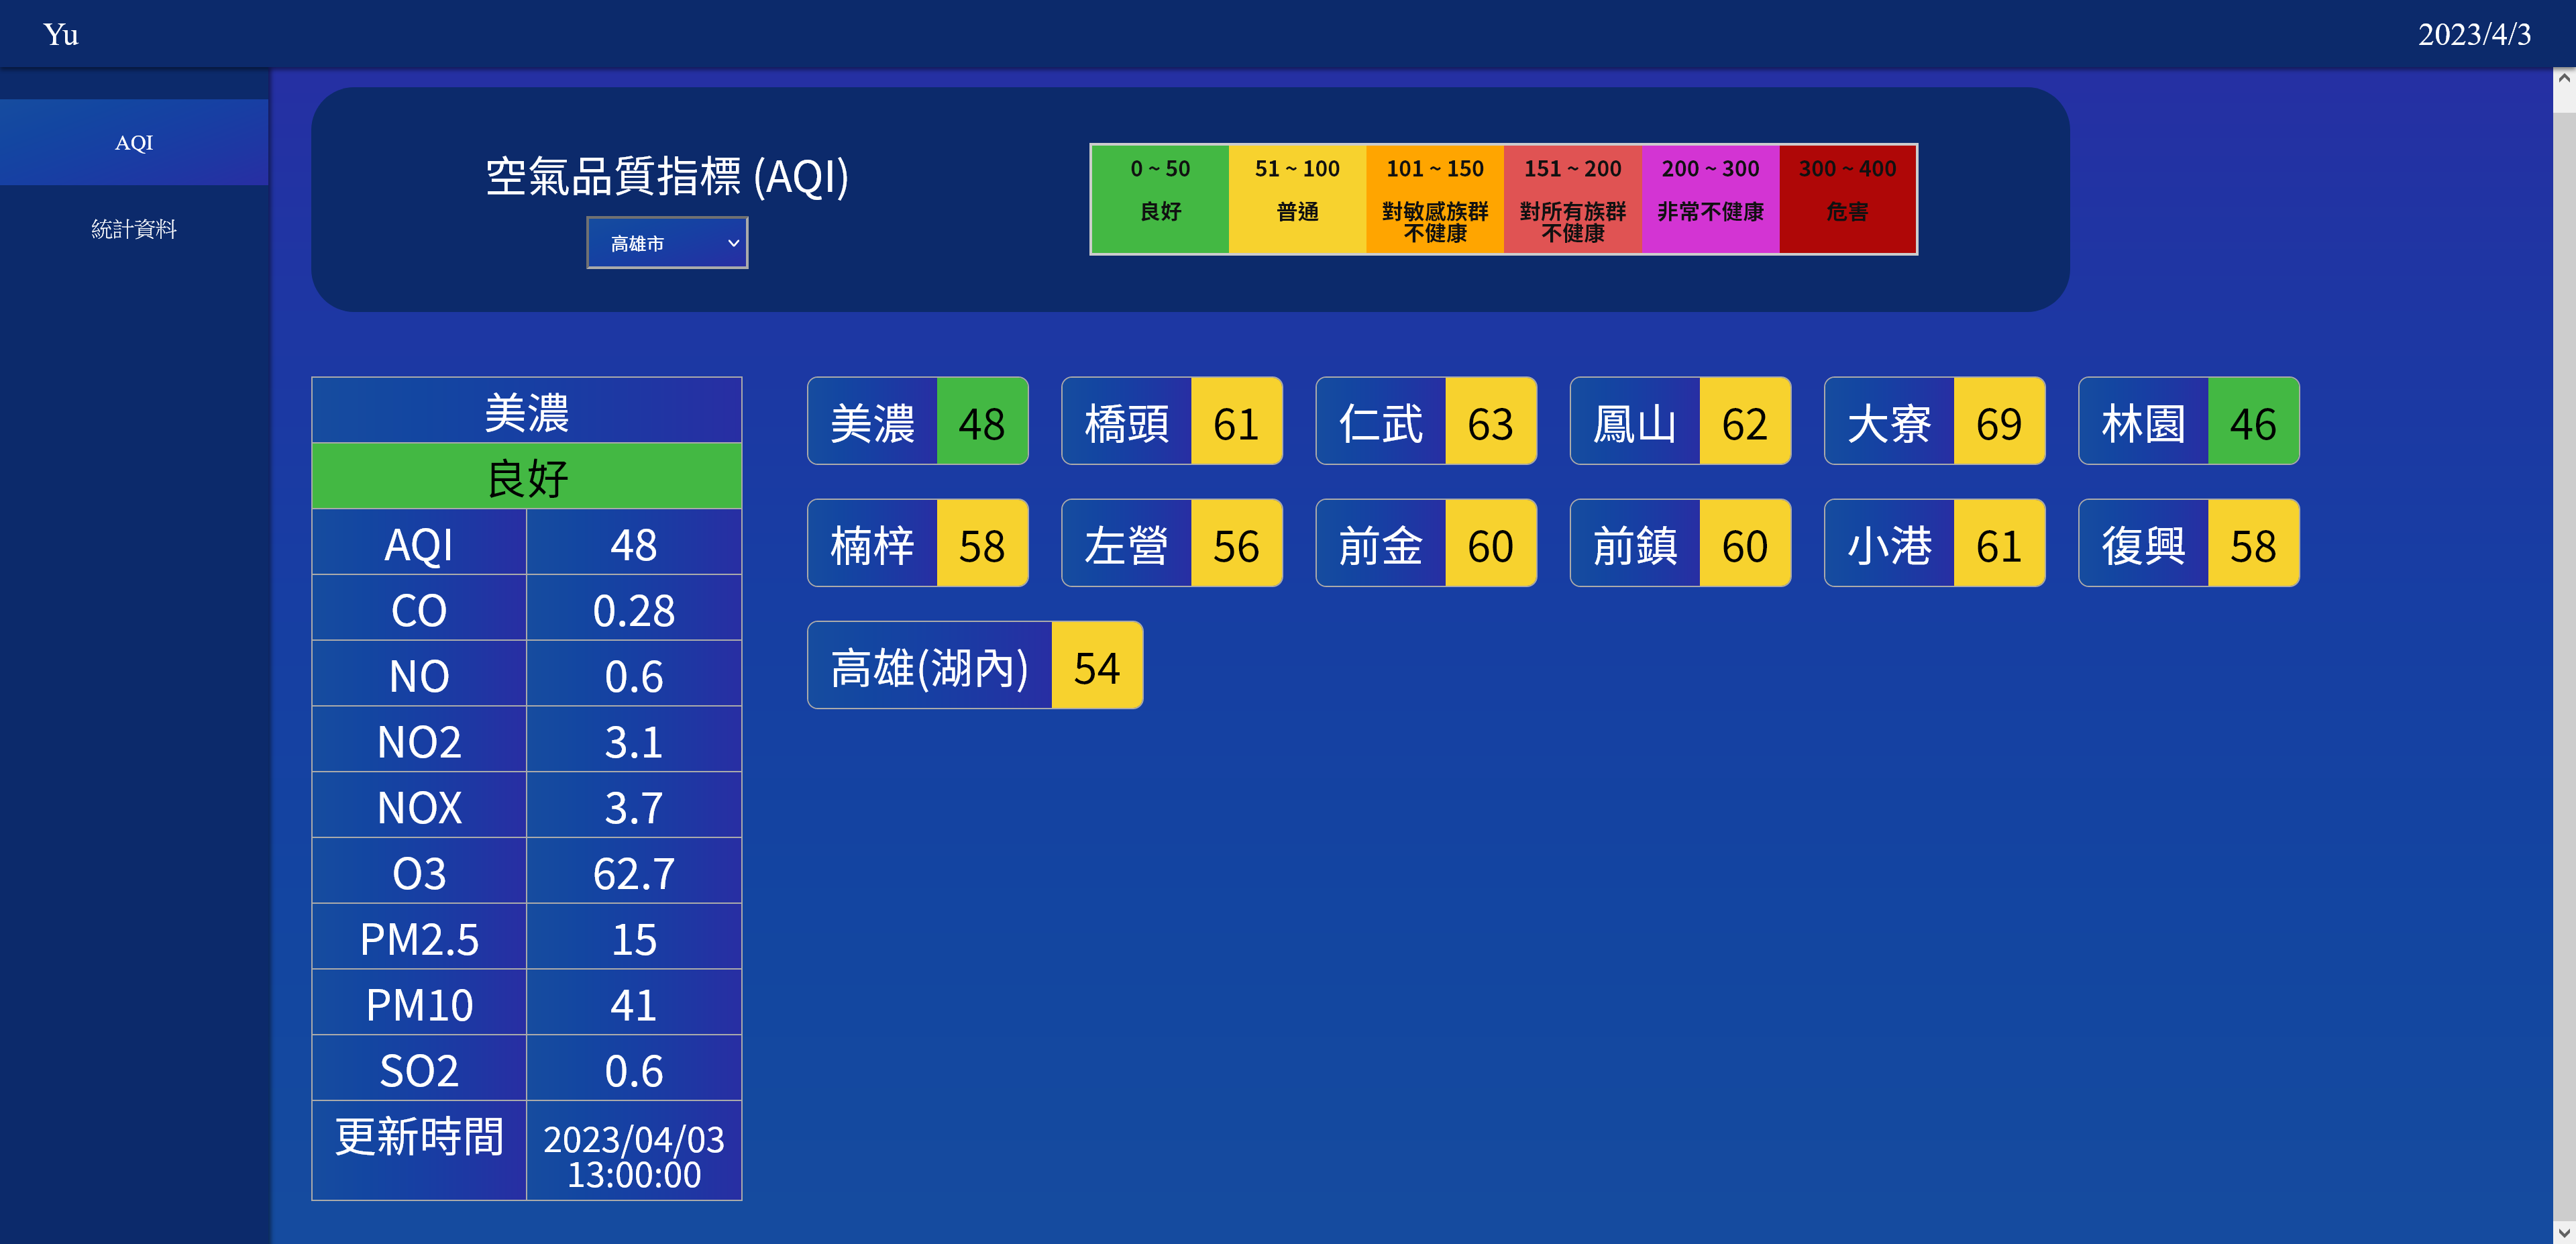 Yu
2023/4/3
AQI
統計資料
空氣品質指標 (AQI)
高雄市
0 ~ 50
良好
51 ~ 100
普通
101 ~ 150
對敏感族群
不健康
151 ~ 200
對所有族群
不健康
200 ~ 300
非常不健康
300 ~ 400
危害
美濃
良好
AQI 48
CO 0.28
NO 0.6
NO2 3.1
NOX 3.7
O3 62.7
PM2.5 15
PM10 41
SO2 0.6
更新時間 2023/04/03
13:00:00
美濃 48
橋頭 61
仁武 63
鳳山 62
大寮 69
林園 46
楠梓 58
左營 56
前金 60
前鎮 60
小港 61
復興 58
高雄(湖內) 54